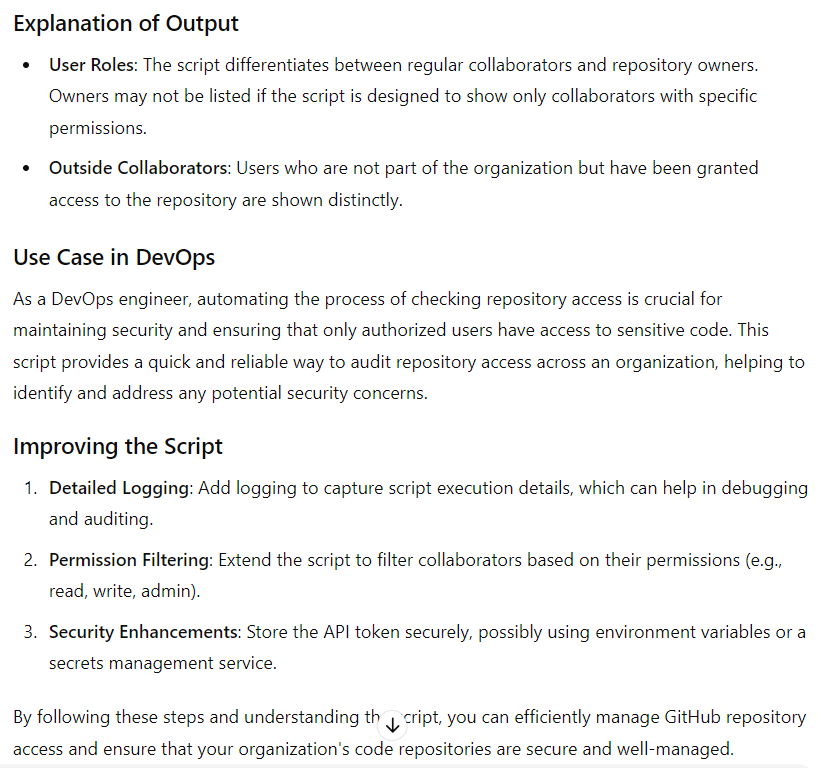 Explanation of Output
• User Roles: The script differentiates between regular collaborators and repository owners.
Owners may not be listed if the script is designed to show only collaborators with specific
permissions.
• Outside Collaborators: Users who are not part of the organization but have been granted
access to the repository are shown distinctly.
Use Case in DevOps
As a DevOps engineer, automating the process of checking repository access is crucial for
maintaining security and ensuring that only authorized users have access to sensitive code. This
script provides a quick and reliable way to audit repository access across an organization, helping to
identify and address any potential security concerns.
Improving the Script
1. Detailed Logging: Add logging to capture script execution details, which can help in debugging
and auditing.
2. Permission Filtering: Extend the script to filter collaborators based on their permissions (e.g.,
read, write, admin).
3. Security Enhancements: Store the API token securely, possibly using environment variables or a
secrets management service.
By following these steps and understanding th cript, you can efficiently manage GitHub repository
access and ensure that your organization's code repositories are secure and well-managed.